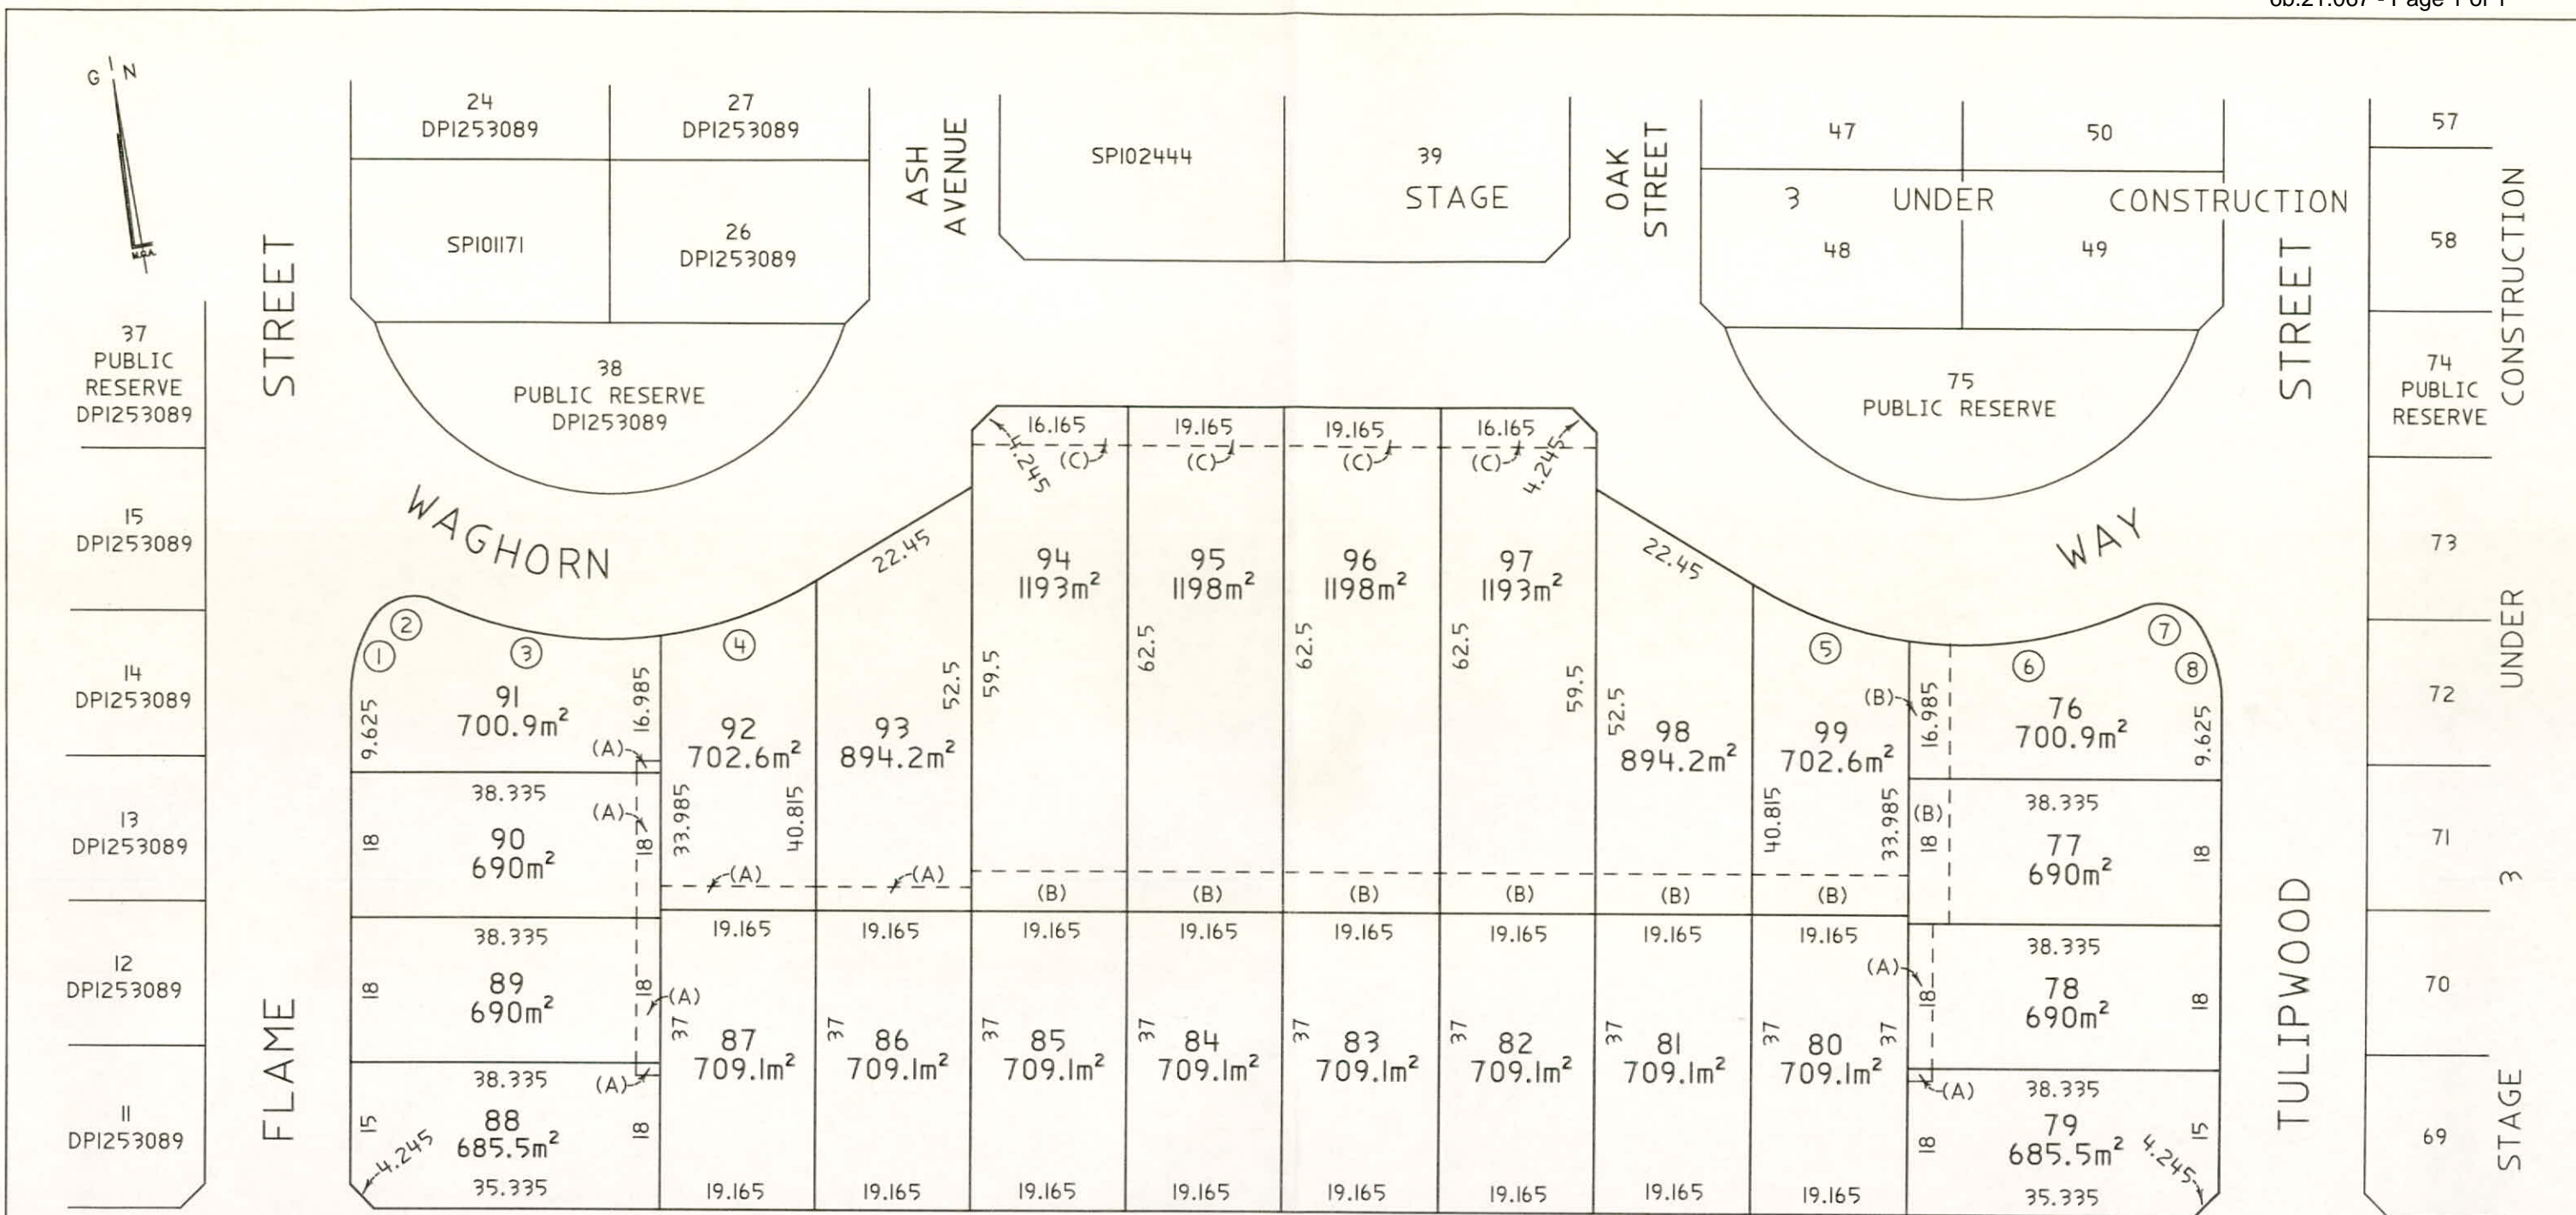 G N
M.G.A.
24
DP1253089
27
DP1253089
SP101171
26
DP1253089
38
PUBLIC RESERVE
DP1253089
ASH
AVENUE
SP102444
39
STAGE
OAK
STREET
47
50
3 UNDER CONSTRUCTION
48
49
75
PUBLIC RESERVE
STREET
57
58
74
PUBLIC
RESERVE
73
72
71
70
69
CONSTRUCTION
UNDER
3
STAGE
STREET
37
PUBLIC
RESERVE
DP1253089
15
DP1253089
14
DP1253089
13
DP1253089
12
DP1253089
11
DP1253089
FLAME
TULIPWOOD
WAGHORN
WAY
16.165
19.165
19.165
16.165
4.245
(C)
(C)
(C)
(C)
4.245
22.45
22.45
94
1193m²
95
1198m²
96
1198m²
97
1193m²
52.5
59.5
62.5
62.5
62.5
59.5
52.5
1
2
3
4
5
6
7
8
91
700.9m²
9.625
16.985
(A)
92
702.6m²
33.985
40.815
(A)
93
894.2m²
(A)
98
894.2m²
99
702.6m²
40.815
33.985
(B)
16.985
76
700.9m²
9.625
38.335
90
690m²
18
18
(A)
(B)
(B)
(B)
(B)
(B)
(B)
(B)
18
38.335
77
690m²
18
38.335
89
690m²
18
18
(A)
19.165
19.165
19.165
19.165
19.165
19.165
19.165
19.165
(A)
18
38.335
78
690m²
18
38.335
88
685.5m²
15
18
(A)
4.245
35.335
37
87
709.1m²
37
86
709.1m²
37
85
709.1m²
37
84
709.1m²
37
83
709.1m²
37
82
709.1m²
37
81
709.1m²
37
80
709.1m²
37
(A)
38.335
79
685.5m²
18
15
4.245
35.335
19.165
19.165
19.165
19.165
19.165
19.165
19.165
19.165